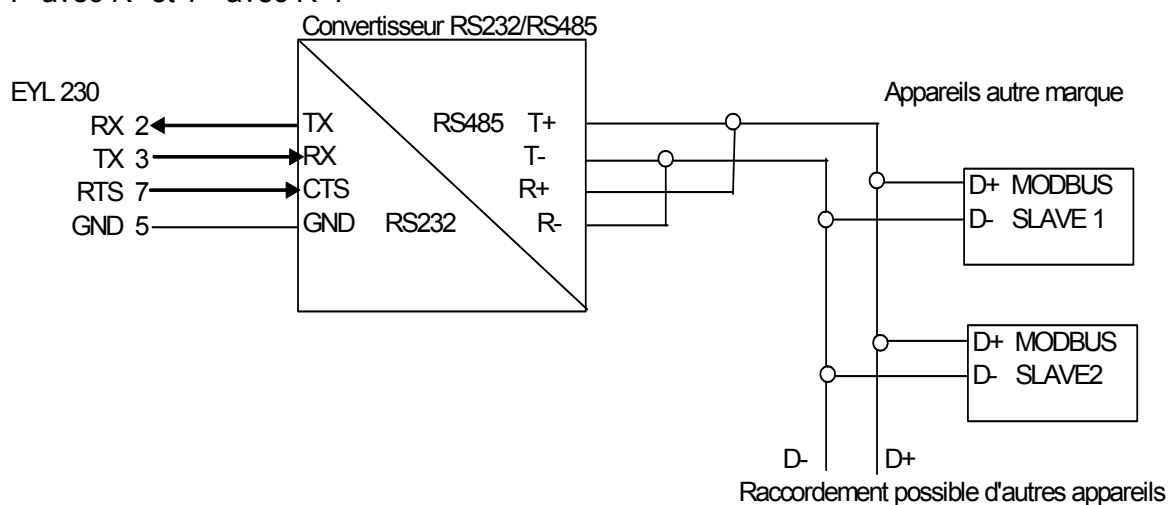 Convertisseur RS232/RS485
EYL 230
Appareils autre marque
RX 2
TX
RS485
T+
TX 3
RX
T-
RTS 7
CTS
R+
GND 5
GND
RS232
R-
D+ MODBUS
D- SLAVE 1
D+ MODBUS
D- SLAVE2
D-
D+
Raccordement possible d'autres appareils